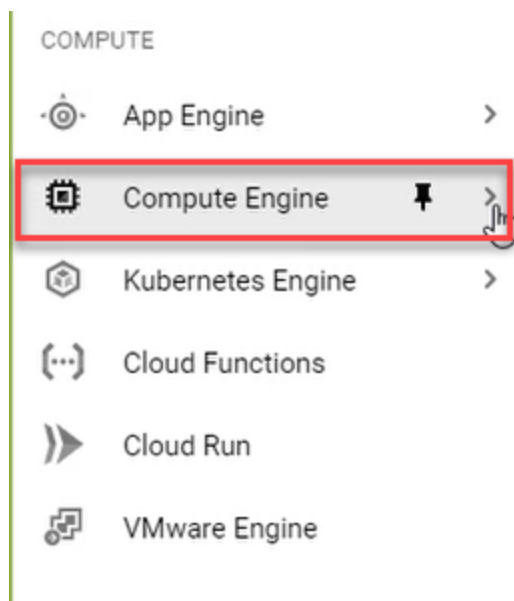 COMPUTE
App Engine
Compute Engine
Kubernetes Engine
Cloud Functions
Cloud Run
VMware Engine